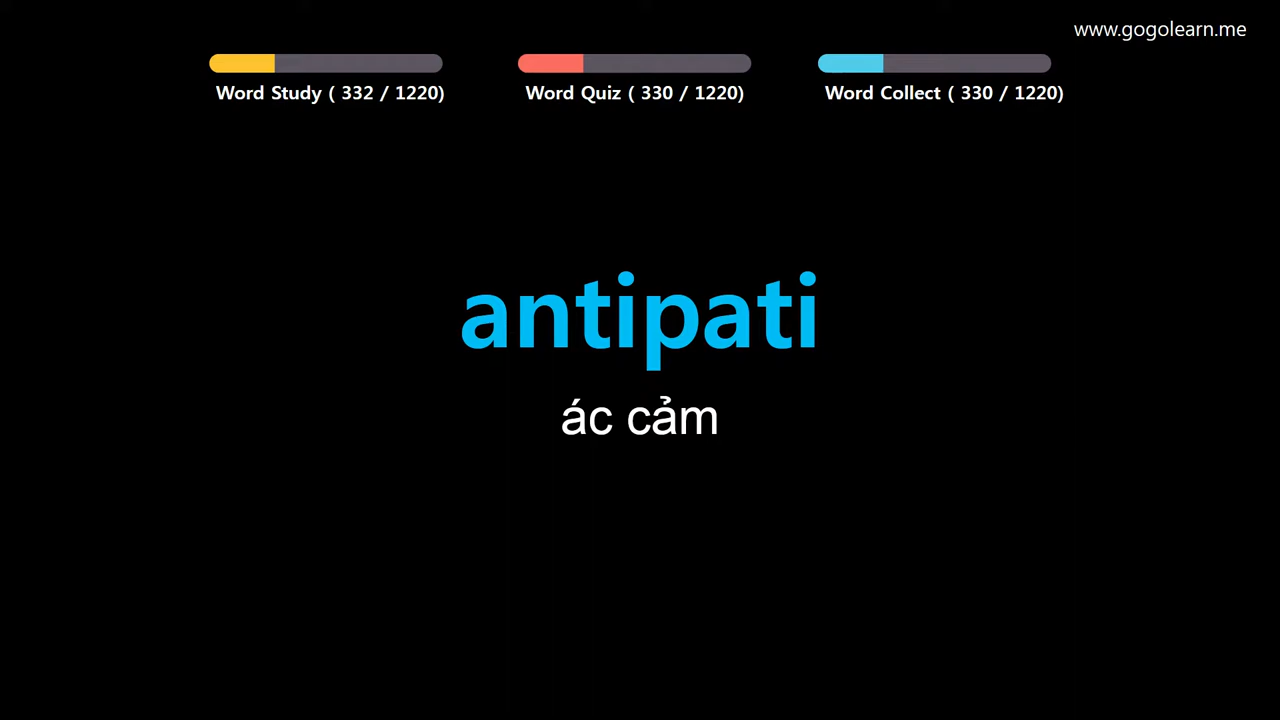 www.gogolearn.me
Word Study ( 332 / 1220)
Word Quiz ( 330 / 1220)
Word Collect ( 330 / 1220)
antipati
ác cảm